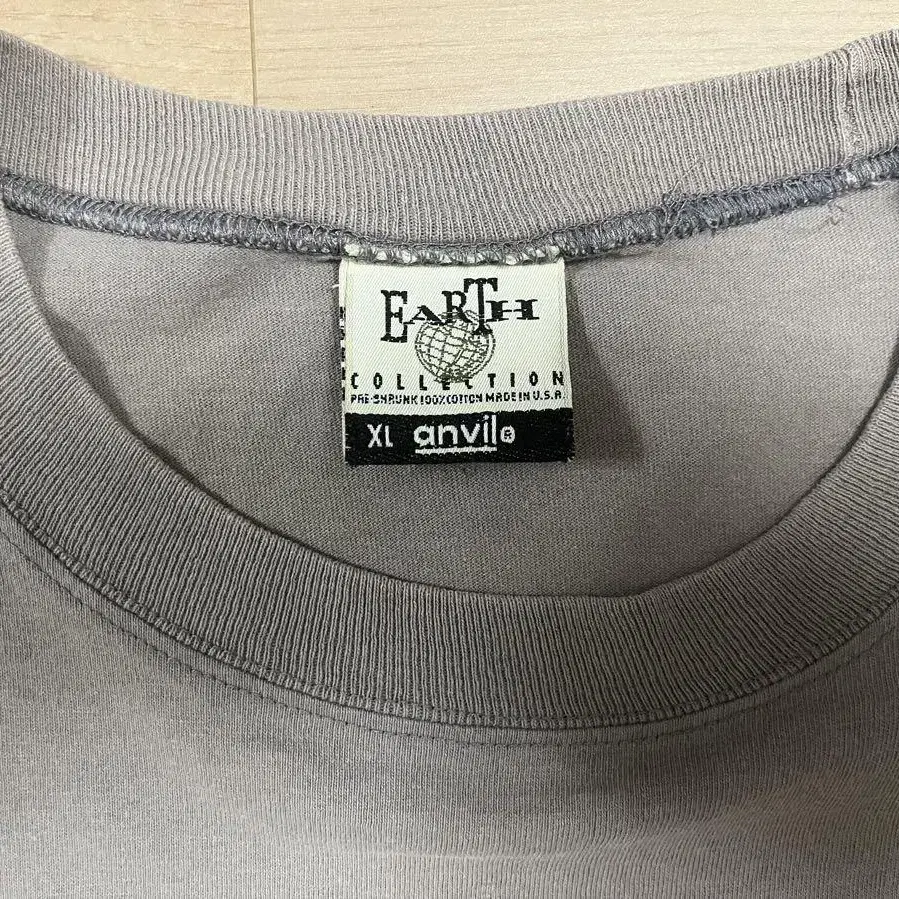 EARTH
COLLECTION
PRE-SHRUNK 100% COTTON MADE IN U.S.A.
XL anvil®